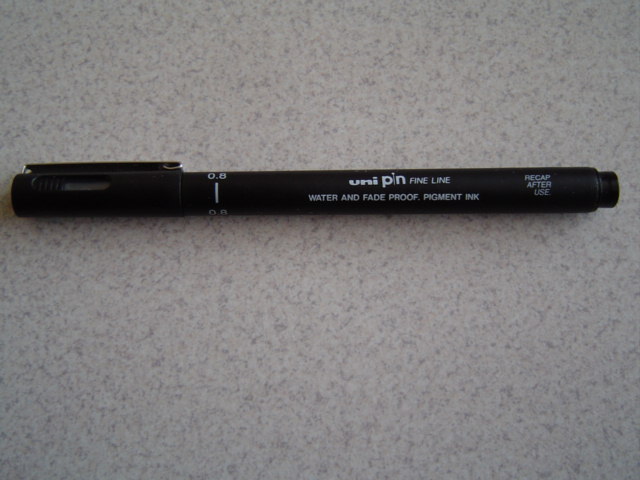 0.8
0.8
uni pin FINE LINE
WATER AND FADE PROOF, PIGMENT INK
RECAP
AFTER
USE.